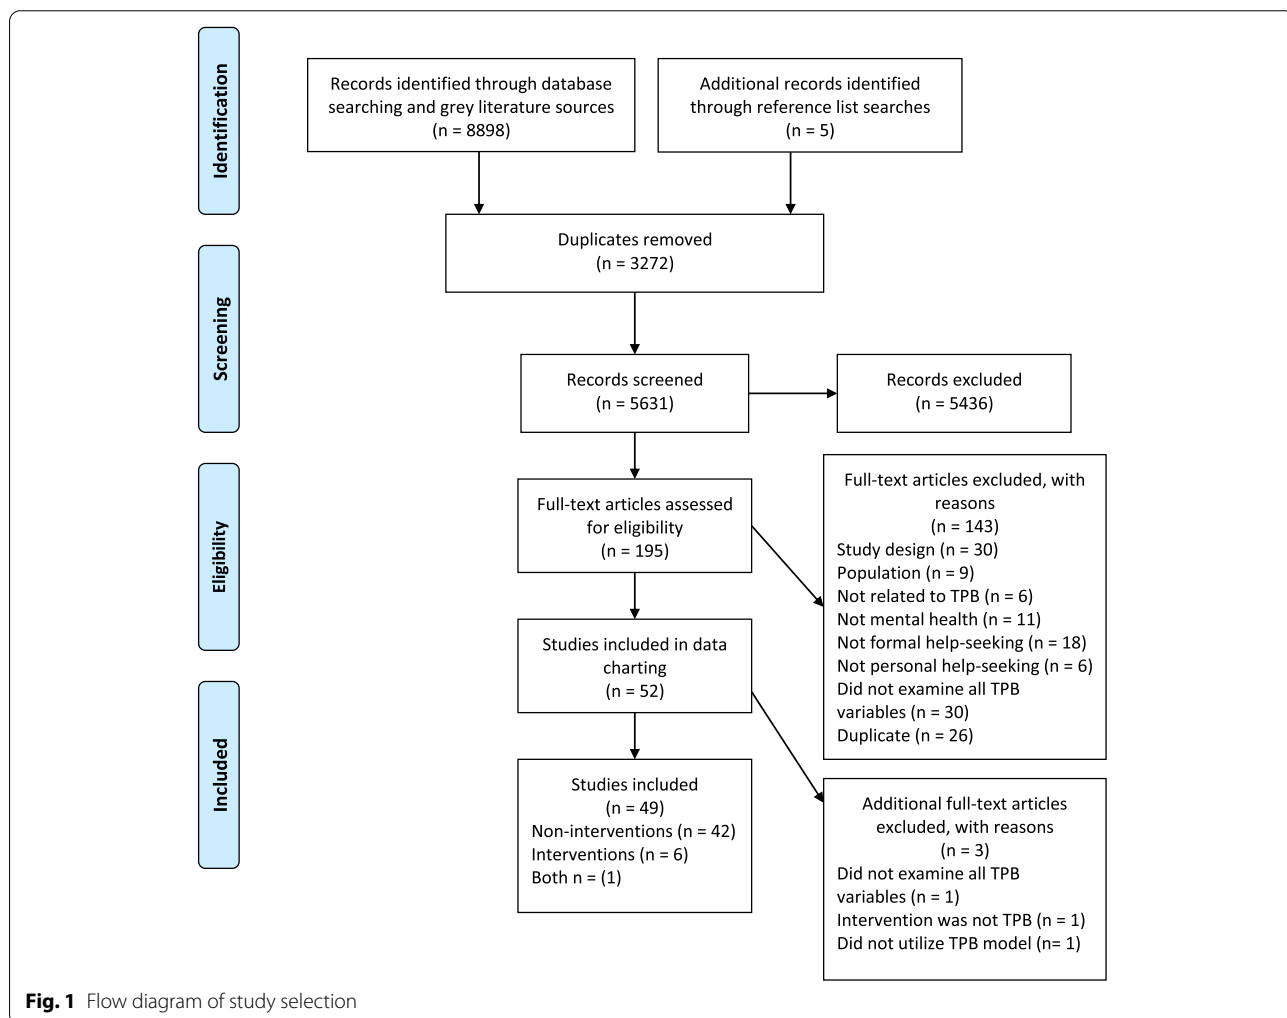 Identification
Records identified through database
searching and grey literature sources
(n = 8898)
Additional records identified
through reference list searches
(n = 5)
Duplicates removed
(n = 3272)
Screening
Records screened
(n = 5631)
Records excluded
(n = 5436)
Eligibility
Full-text articles assessed
for eligibility
(n = 195)
Full-text articles excluded, with
reasons
(n = 143)
Study design (n = 30)
Population (n = 9)
Not related to TPB (n = 6)
Not mental health (n = 11)
Not formal help-seeking (n = 18)
Not personal help-seeking (n = 6)
Did not examine all TPB
variables (n = 30)
Duplicate (n = 26)
Studies included in data
charting
(n = 52)
Included
Studies included
(n = 49)
Non-interventions (n = 42)
Interventions (n = 6)
Both n = (1)
Additional full-text articles
excluded, with reasons
(n = 3)
Did not examine all TPB
variables (n = 1)
Intervention was not TPB (n = 1)
Did not utilize TPB model (n= 1)
Fig. 1 Flow diagram of study selection